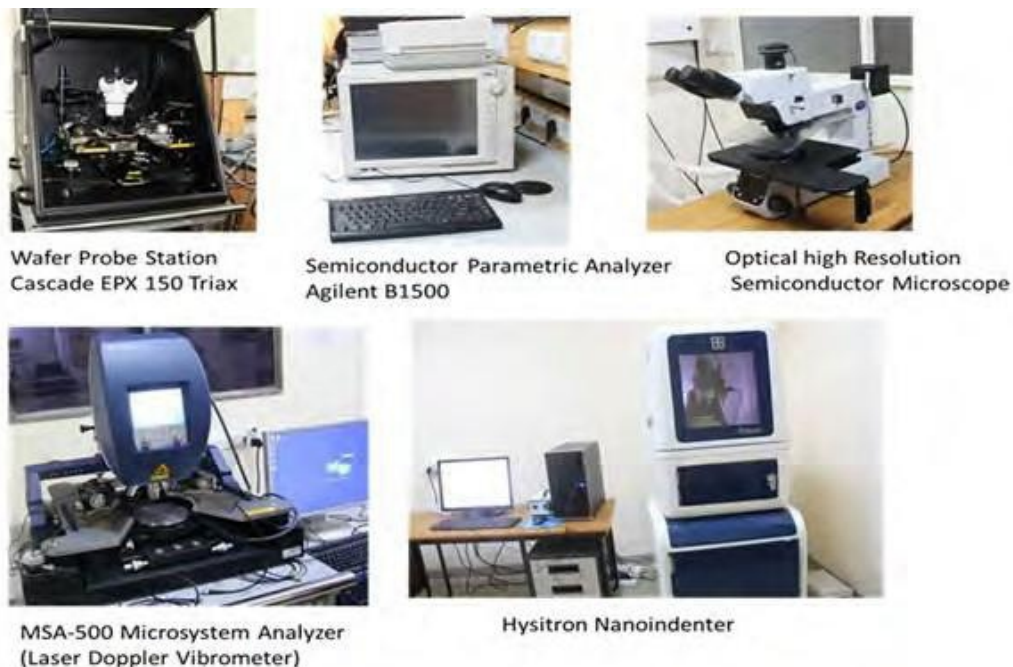 Wafer Probe Station
Cascade EPX 150 Triax
Semiconductor Parametric Analyzer
Agilent B1500
Optical high Resolution
Semiconductor Microscope
MSA-500 Microsystem Analyzer
(Laser Doppler Vibrometer)
Hysitron Nanoindenter